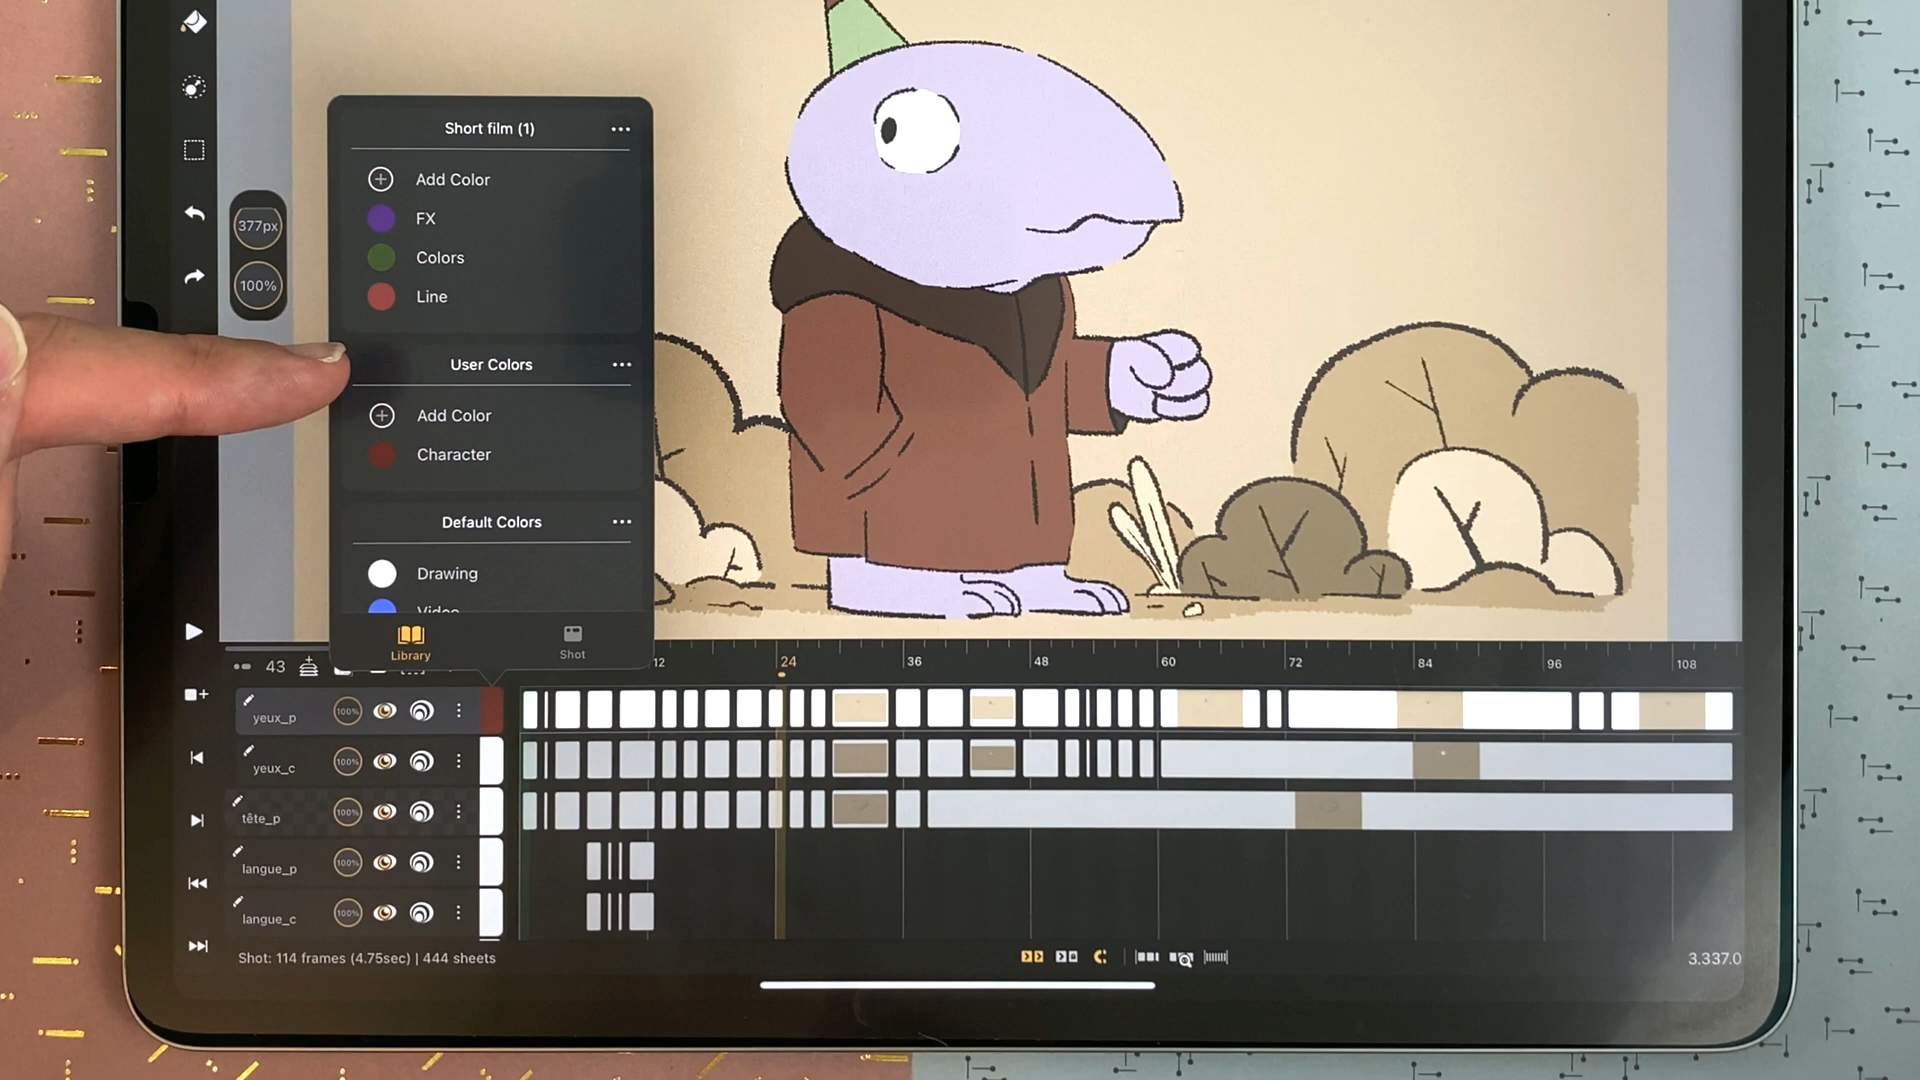 Short film (1)
Add Color
FX
Colors
Line
User Colors
Add Color
Character
Default Colors
Drawing
Video
Library
Shot
377px
100%
43
12
24
36
48
60
72
84
96
108
yeux_p
100%
yeux_c
100%
tête_p
100%
langue_p
100%
langue_c
100%
Shot: 114 frames (4.75sec) | 444 sheets
3.337.0